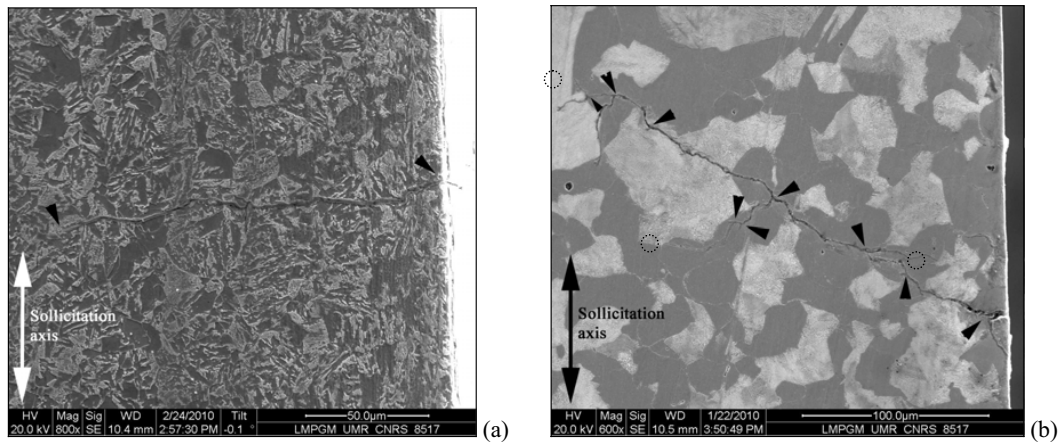 Sollicitation
axis
HV Mag Sig WD 2/24/2010 Tilt 50.0µm
20.0 kV 800x SE 10.4 mm 2:57:30 PM -0.1 ° LMPGM UMR CNRS 8517
(a)
Sollicitation
axis
HV Mag Sig WD 1/22/2010 100.0µm
20.0 kV 600x SE 10.5 mm 3:50:49 PM LMPGM UMR CNRS 8517
(b)